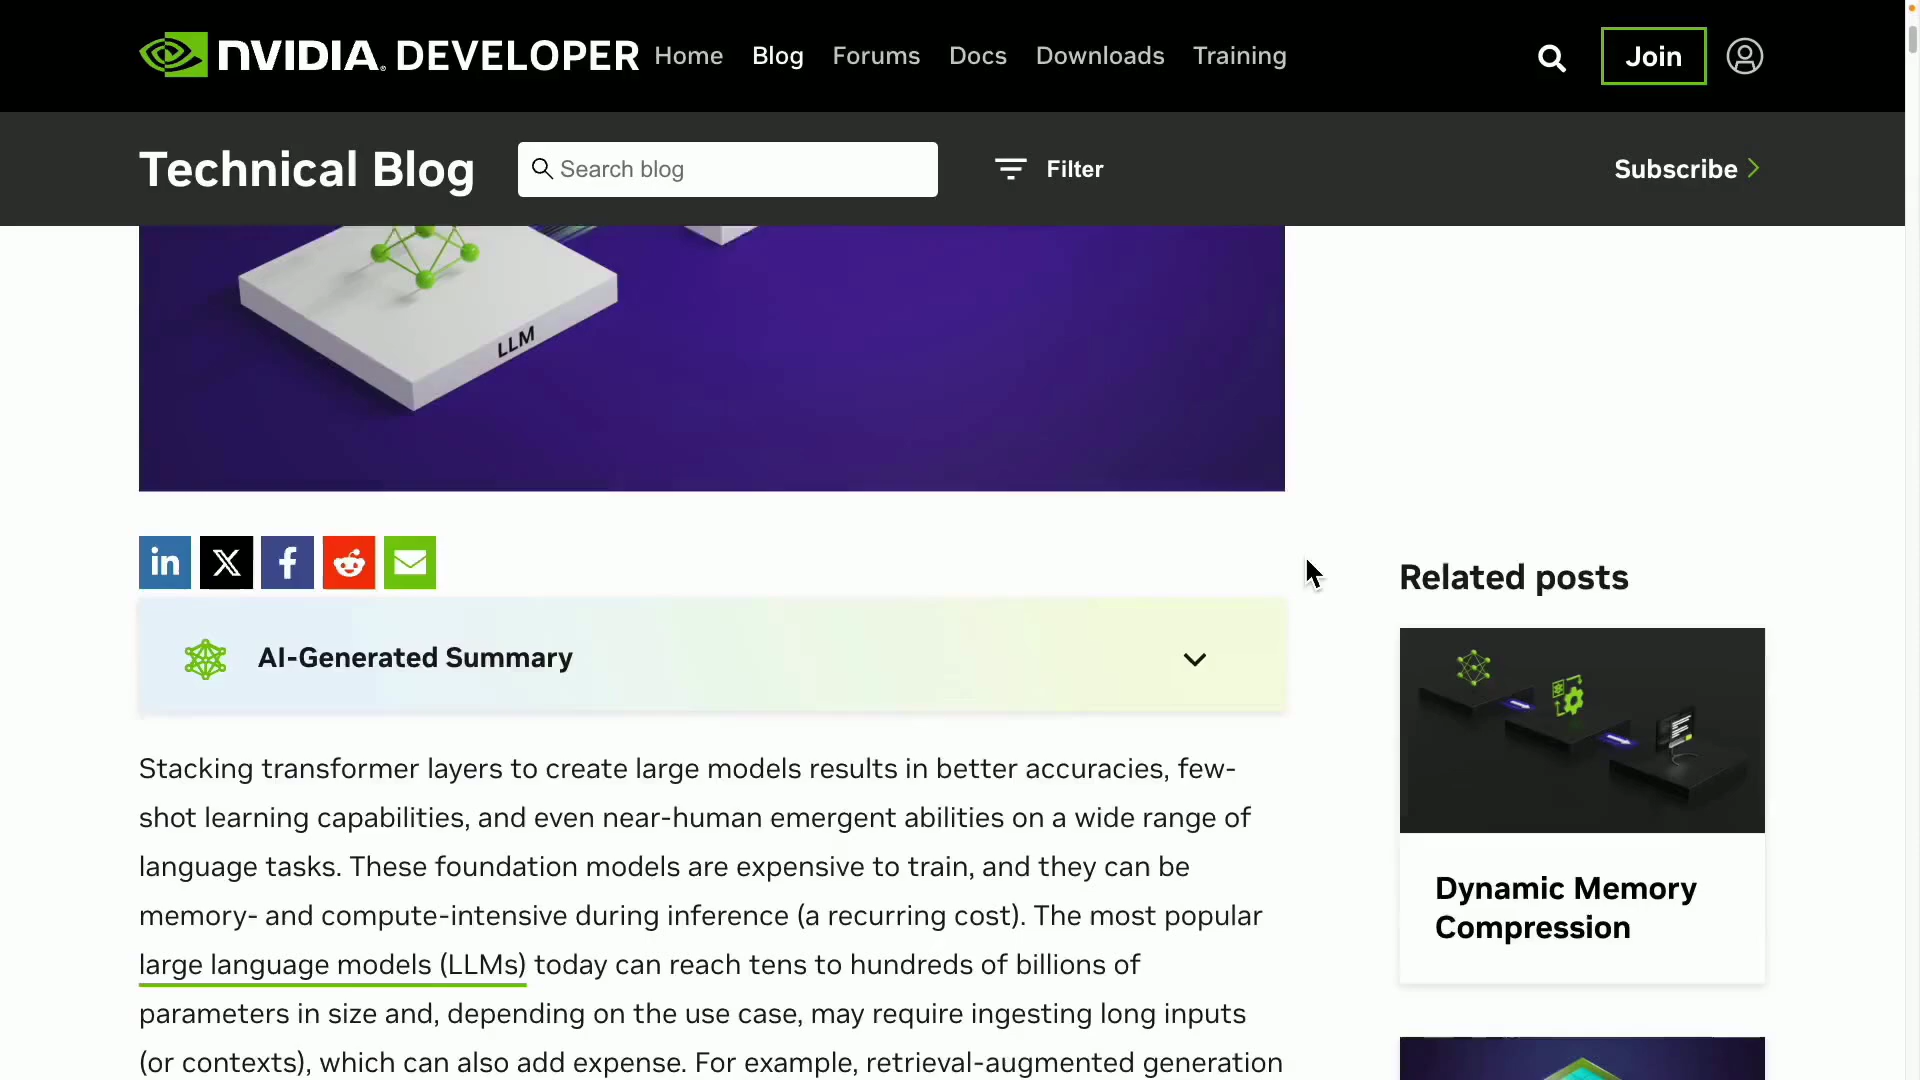 NVIDIA. DEVELOPER Home Blog Forums Docs Downloads Training Join
Technical Blog Search blog Filter Subscribe
LLM
in X f
AI-Generated Summary
Stacking transformer layers to create large models results in better accuracies, few-
shot learning capabilities, and even near-human emergent abilities on a wide range of
language tasks. These foundation models are expensive to train, and they can be
memory- and compute-intensive during inference (a recurring cost). The most popular
large language models (LLMs) today can reach tens to hundreds of billions of
parameters in size and, depending on the use case, may require ingesting long inputs
(or contexts), which can also add expense. For example, retrieval-augmented generation
Related posts
Dynamic Memory
Compression